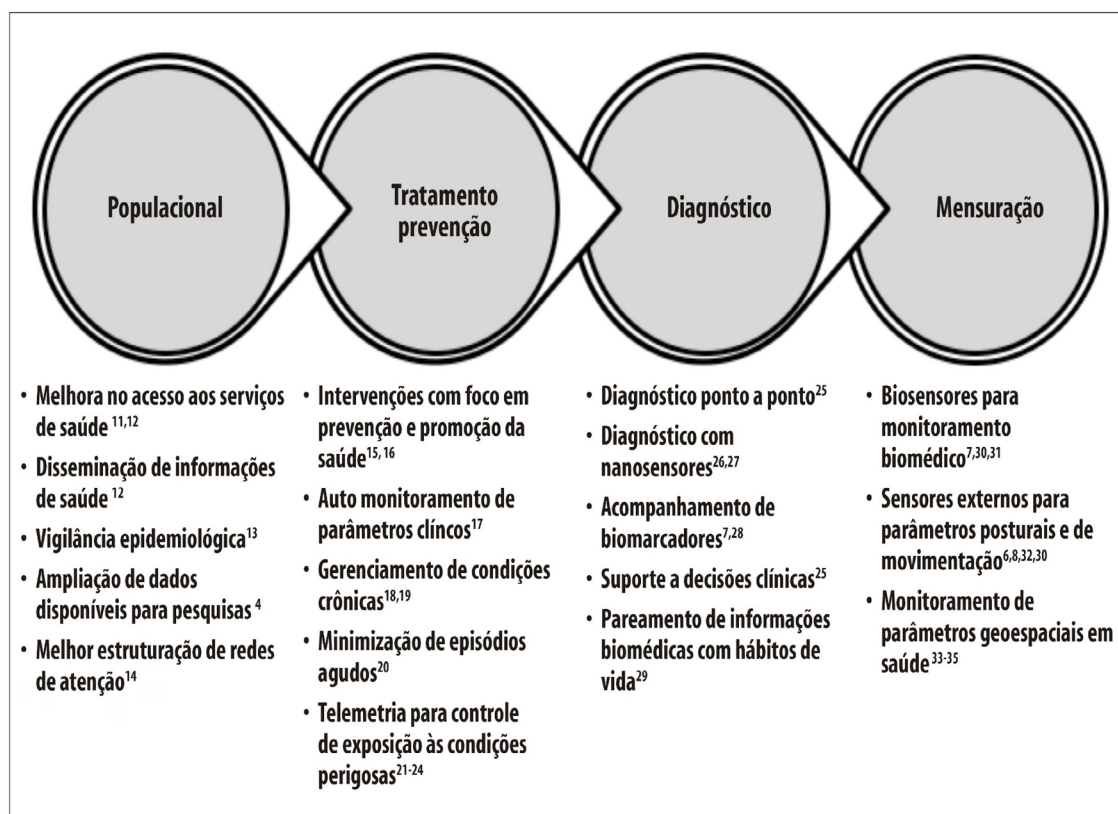 Populacional
Tratamento
prevenção
Diagnóstico
Mensuração
• Melhora no acesso aos serviços
de saúde 11,12
• Disseminação de informações
de saúde 12
• Vigilância epidemiológica13
• Ampliação de dados
disponíveis para pesquisas 4
• Melhor estruturação de redes
de atenção14
• Intervenções com foco em
prevenção e promoção da
saúde15, 16
• Auto monitoramento de
parâmetros clíncos17
• Gerenciamento de condições
crônicas18,19
• Minimização de episódios
agudos20
• Telemetria para controle
de exposição às condições
perigosas21-24
• Diagnóstico ponto a ponto25
• Diagnóstico com
nanosensores26,27
• Acompanhamento de
biomarcadores7,28
• Suporte a decisões clínicas25
• Pareamento de informações
biomédicas com hábitos de
vida29
• Biosensores para
monitoramento
biomédico7,30,31
• Sensores externos para
parâmetros posturais e de
movimentação6,8,32,30
• Monitoramento de
parâmetros geoespaciais em
saúde33-35